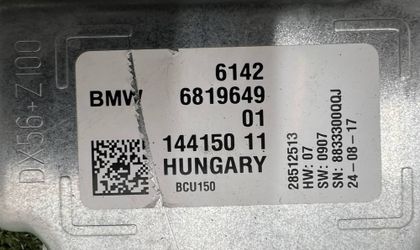 DX56+Z100
6142
BMW 6819649
01
144150 11
HUNGARY
BCU150
28512513
HW: 07
SW: 0907
SN: 8833300000J
24-08-17